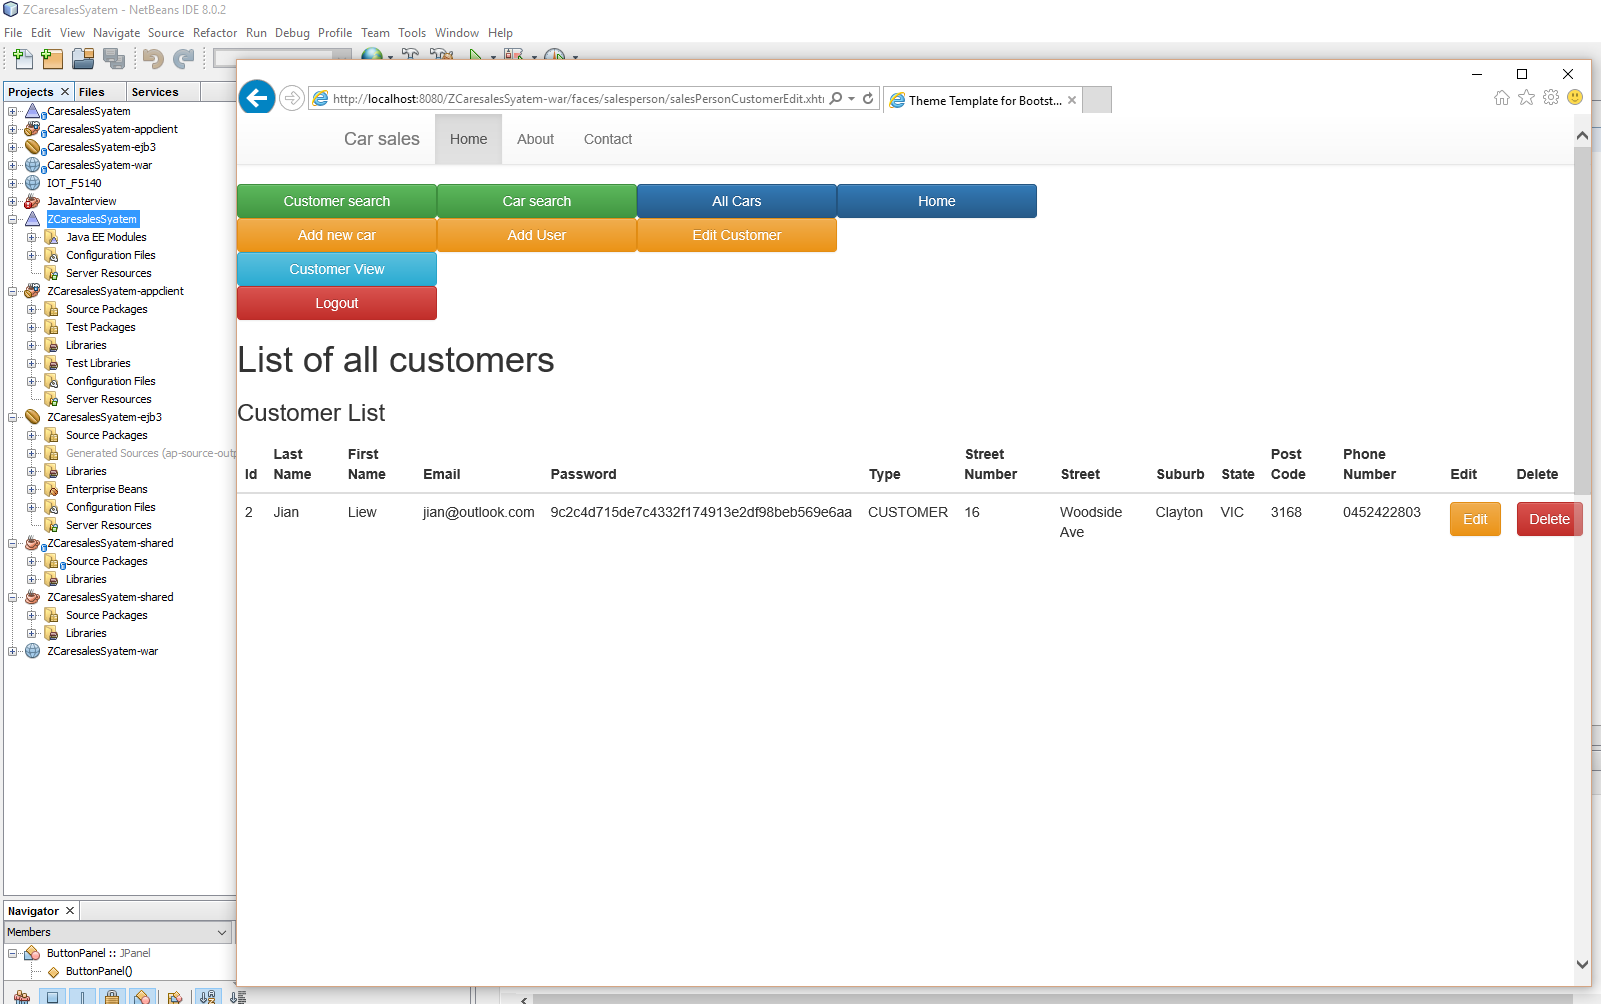 ZCaresalesSyatem - NetBeans IDE 8.0.2
File Edit View Navigate Source Refactor Run Debug Profile Team Tools Window Help
Projects Files Services
CaresalesSyatem
CaresalesSyatem-appclient
CaresalesSyatem-ejb3
CaresalesSyatem-war
IOT_F5140
JavaInterview
ZCaresalesSyatem
Java EE Modules
Configuration Files
Server Resources
ZCaresalesSyatem-appclient
Source Packages
Test Packages
Libraries
Test Libraries
Configuration Files
Server Resources
ZCaresalesSyatem-ejb3
Source Packages
Generated Sources (ap-source-outp
Libraries
Enterprise Beans
Configuration Files
Server Resources
ZCaresalesSyatem-shared
Source Packages
Libraries
ZCaresalesSyatem-shared
Source Packages
Libraries
ZCaresalesSyatem-war
Navigator
Members
ButtonPanel :: JPanel
ButtonPanel()
http://localhost:8080/ZCaresalesSyatem-war/faces/salesperson/salesPersonCustomerEdit.xhtı
Theme Template for Bootst...
Car sales Home About Contact
Customer search Car search All Cars Home
Add new car Add User Edit Customer
Customer View
Logout
List of all customers
Customer List
Id Last Name First Name Email Password Type Street Number Street Suburb State Post Code Phone Number Edit Delete
2 Jian Liew jian@outlook.com 9c2c4d715de7c4332f174913e2df98beb569e6aa CUSTOMER 16 Woodside Ave Clayton VIC 3168 0452422803 Edit Delete